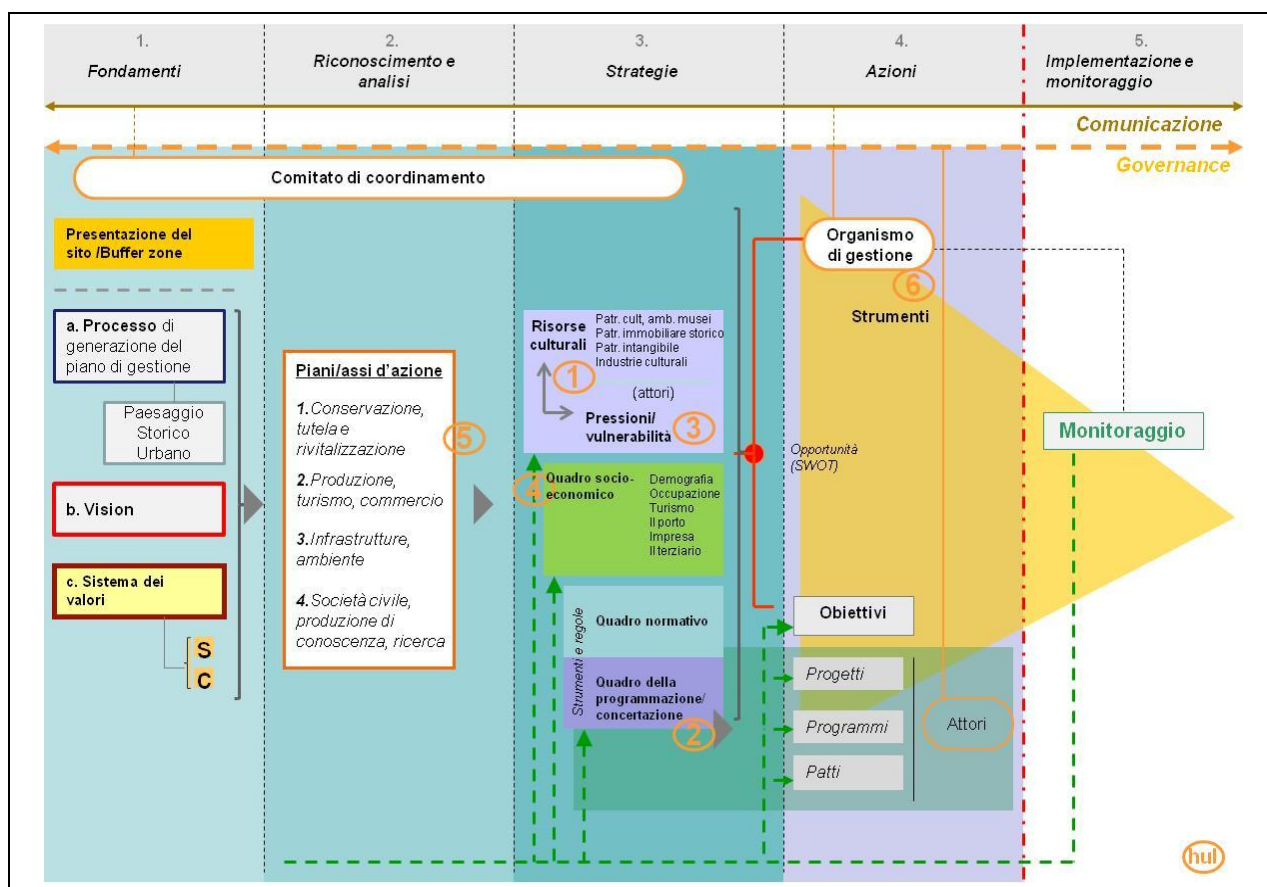 1.
Fondamenti
2.
Riconoscimento e
analisi
3.
Strategie
4.
Azioni
5.
Implementazione e
monitoraggio
Comunicazione
Governance
Comitato di coordinamento
Presentazione del
sito /Buffer zone
a. Processo di
generazione del
piano di gestione
Paesaggio
Storico
Urbano
b. Vision
c. Sistema dei
valori
S
C
Piani/assi d'azione
1.Conservazione,
tutela e
rivitalizzazione
5
2.Produzione,
turismo, commercio
3.Infrastrutture,
ambiente
4.Società civile,
produzione di
conoscenza, ricerca
Risorse
culturali
Patr. cult, amb. musei
Patr. immobiliare storico
Patr. intangibile
Industrie culturali
1
(attori)
Pressioni/
vulnerabilità
3
4
Quadro socio-
economico
Demografia
Occupazione
Turismo
Il porto
Impresa
Il terziario
Strumenti e regole
Quadro normativo
Quadro della
programmazione/
concertazione
2
Organismo
di gestione
6
Strumenti
Opportunità
(SWOT)
Obiettivi
Progetti
Programmi
Patti
Attori
Monitoraggio
hul